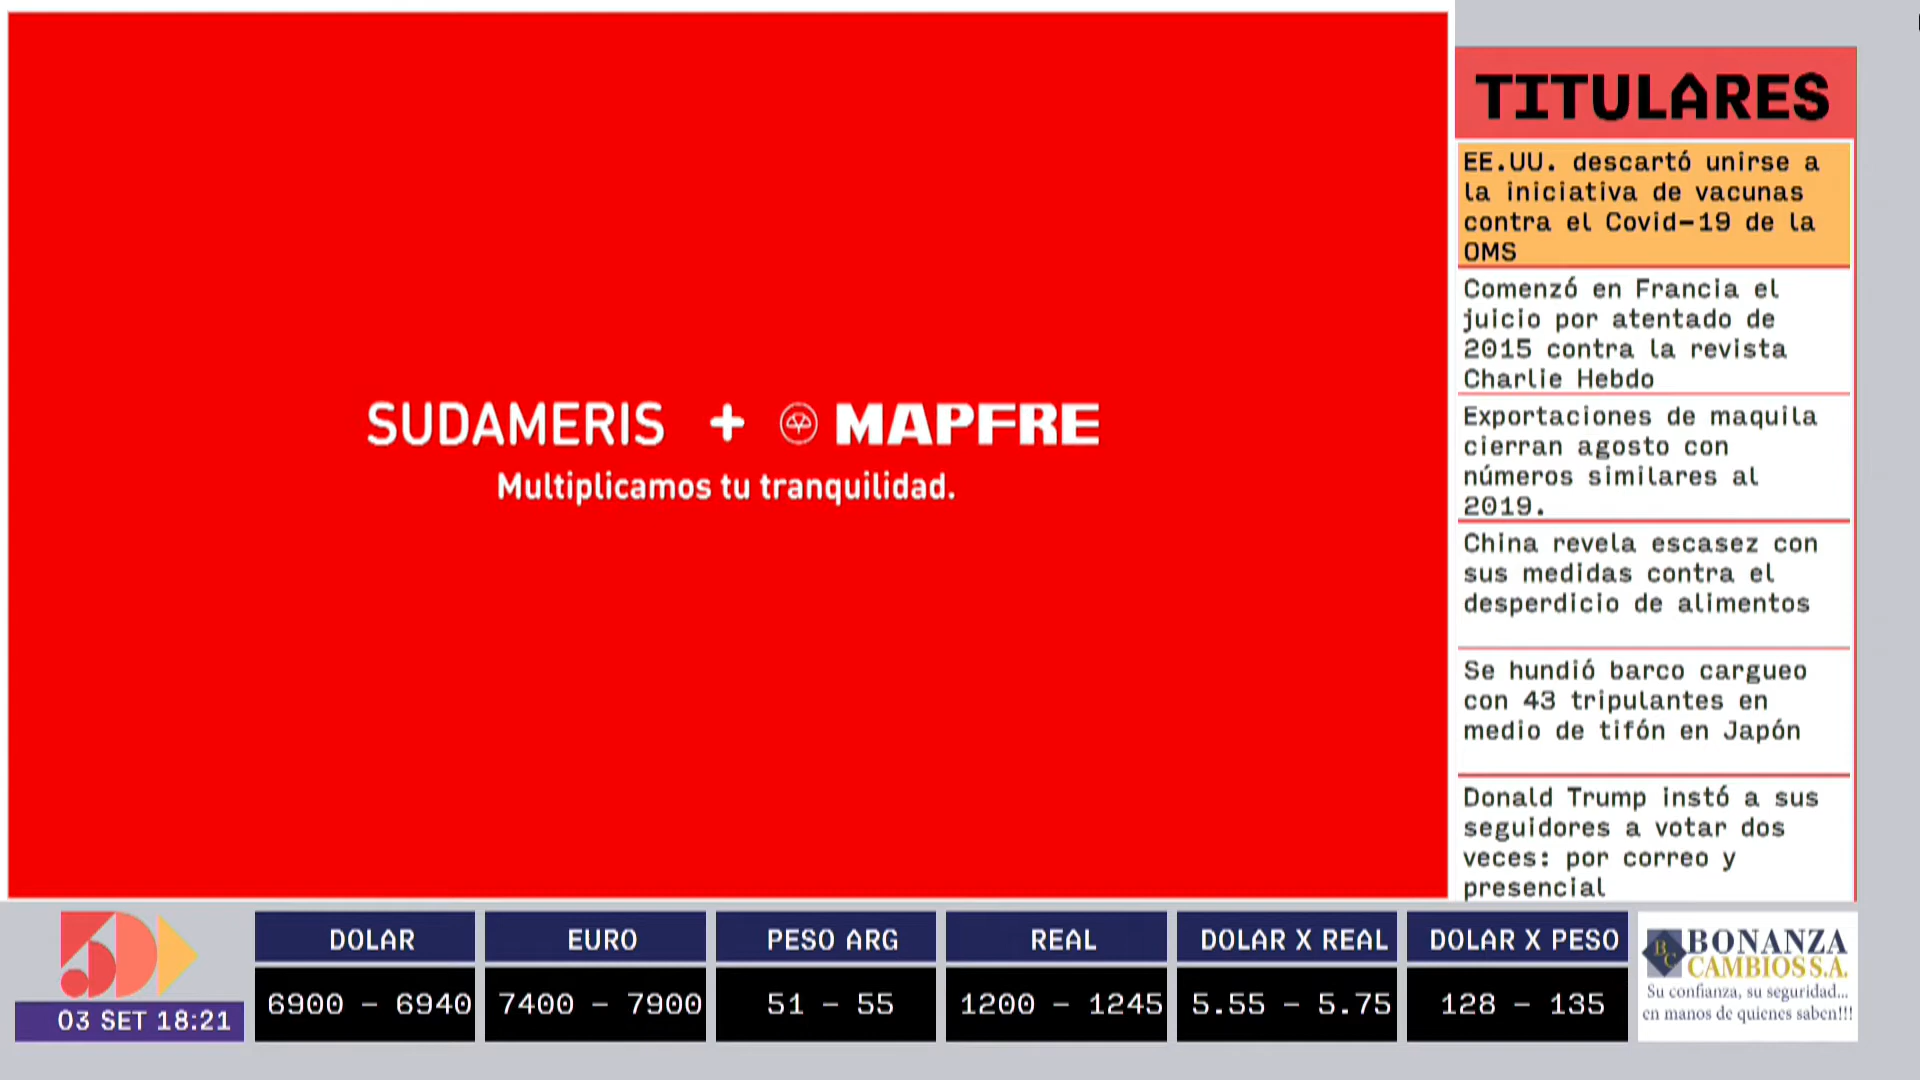 SUDAMERIS + MAPFRE
Multiplicamos tu tranquilidad.
TITULARES
EE.UU. descartó unirse a
la iniciativa de vacunas
contra el Covid-19 de la
OMS
Comenzó en Francia el
juicio por atentado de
2015 contra la revista
Charlie Hebdo
Exportaciones de maquila
cierran agosto con
números similares al
2019.
China revela escasez con
sus medidas contra el
desperdicio de alimentos
Se hundió barco cargueo
con 43 tripulantes en
medio de tifón en Japón
Donald Trump instó a sus
seguidores a votar dos
veces: por correo y
presencial
5D
03 SET 18:21
DOLAR
6900 - 6940
EURO
7400 - 7900
PESO ARG
51 - 55
REAL
1200 - 1245
DOLAR X REAL
5.55 - 5.75
DOLAR X PESO
128 - 135
BC BONANZA
CAMBIOS S.A.
Su confianza, su seguridad...
en manos de quienes saben!!!